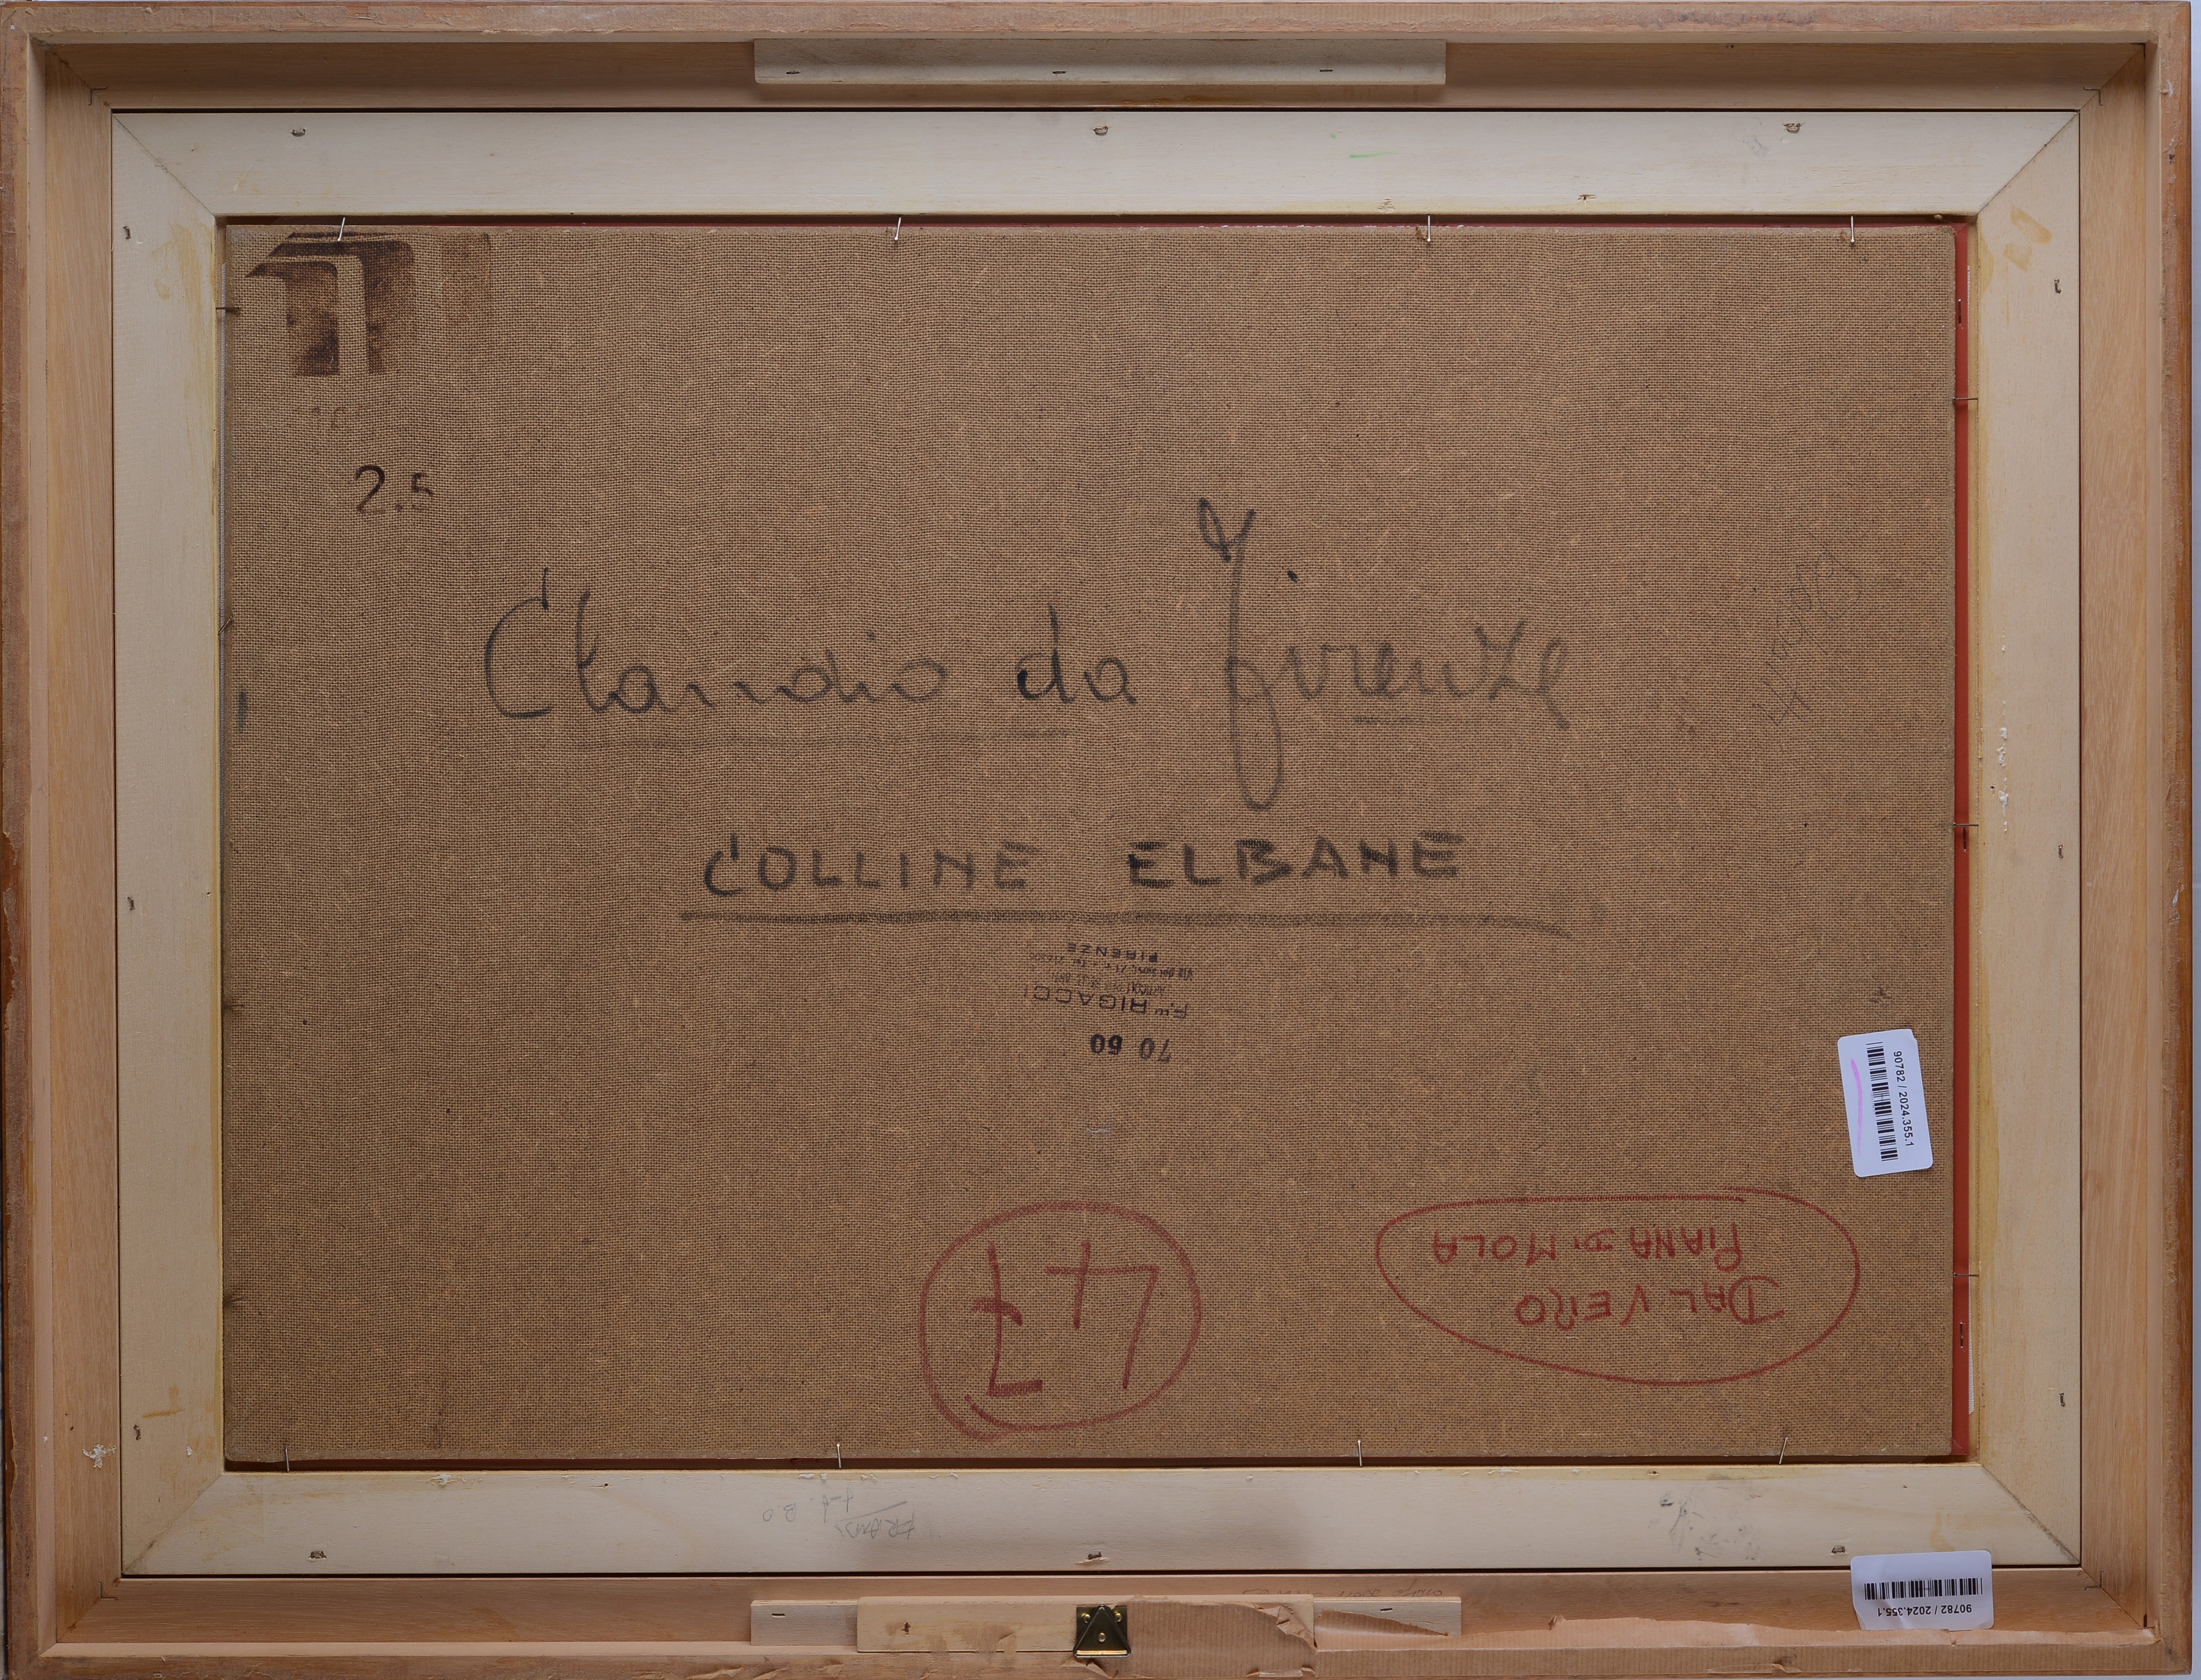 2.5
Claudio da Firenze
COLLINE ELBANE
70 50
F.lli RIGACCI
FIRENZE
90782 / 2024.355.1
47
DAL VERO
PIANA DI MOLA
90782 / 2024.355.1